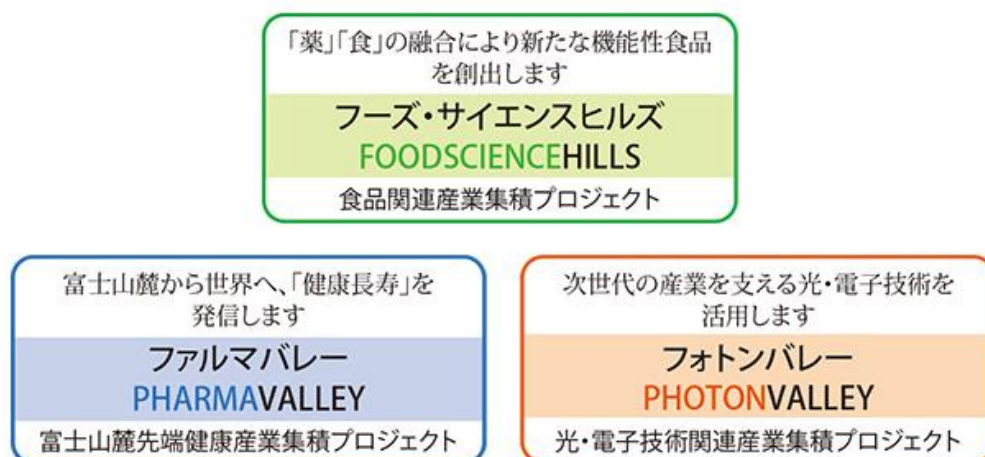 「薬」「食」の融合により新たな機能性食品
を創出します
フーズ・サイエンスヒルズ
FOODSCIENCEHILLS
食品関連産業集積プロジェクト
富士山麓から世界へ、「健康長寿」を
発信します
ファルマバレー
PHARMAVALLEY
富士山麓先端健康産業集積プロジェクト
次世代の産業を支える光・電子技術を
活用します
フォトンバレー
PHOTONVALLEY
光・電子技術関連産業集積プロジェクト